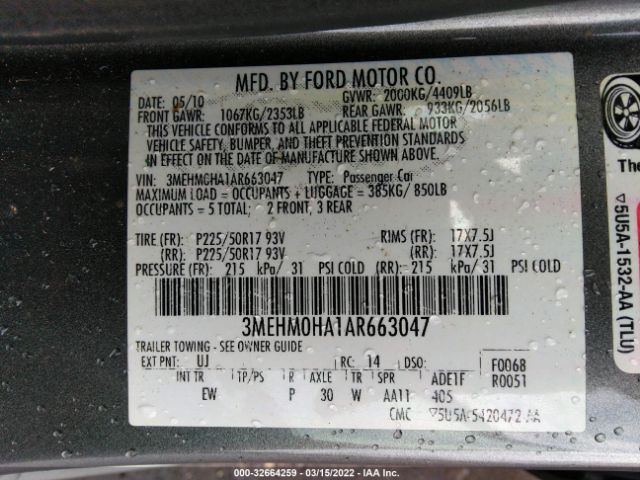 MFD. BY FORD MOTOR CO.
DATE: 05/10 GVWR: 2000KG/4409LB
FRONT GAWR: 1067KG/2353LB REAR GAWR: 933KG/2056LB
THIS VEHICLE CONFORMS TO ALL APPLICABLE FEDERAL MOTOR
VEHICLE SAFETY, BUMPER, AND THEFT PREVENTION STANDARDS
IN EFFECT ON THE DATE OF MANUFACTURE SHOWN ABOVE.
VIN: 3MEHM0HA1AR663047 TYPE: Passenger Car
MAXIMUM LOAD = OCCUPANTS + LUGGAGE = 385KG/ 850LB
OCCUPANTS = 5 TOTAL; 2 FRONT, 3 REAR
TIRE (FR): P225/50R17 93V RIMS (FR): 17X7.5J
(RR): P225/50R17 93V (RR): 17X7.5J
PRESSURE (FR): 215 kPa/ 31 PSI COLD (RR): 215 kPa/ 31 PSI COLD
3MEHM0HA1AR663047
TRAILER TOWING - SEE OWNER GUIDE
EXT PNT: UJ RC: 14 DSO: F0068
R0051
INT TR TP/PS R AXLE TR SPR ADE1F
EW P 30 W AA11 405
CMC ▽5U5A-5420472-AA
The
▽5U5A-1532-AA (TLU)
© - 32664259 - 03/15/2022 - IAA Inc.